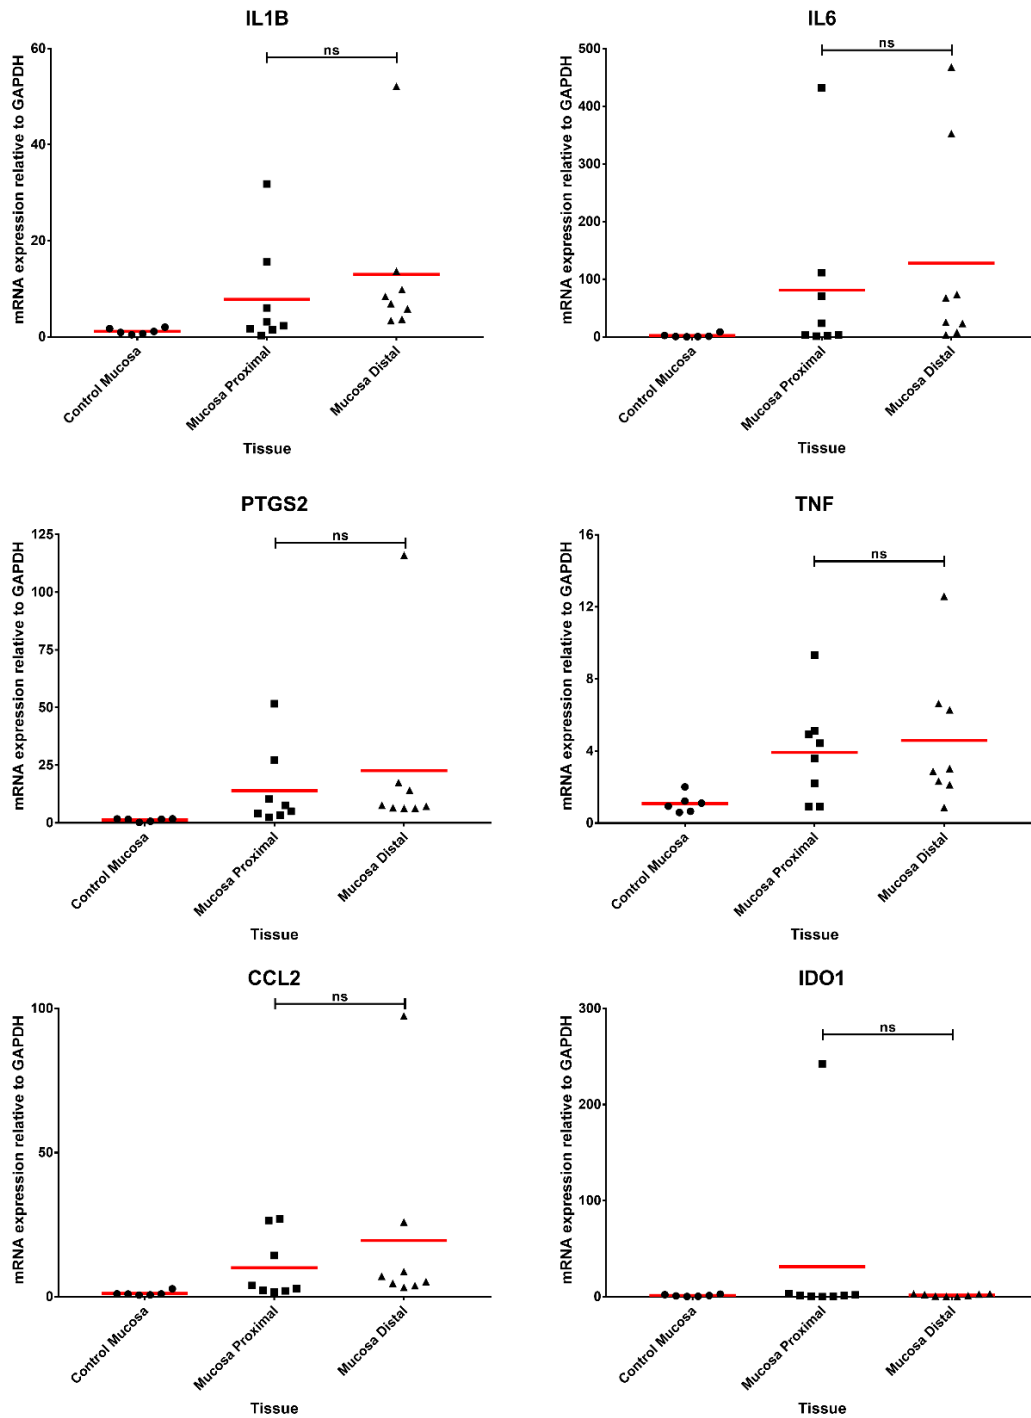 IL1B
mRNA expression relative to GAPDH
60
40
20
0
ns
Control Mucosa
Mucosa Proximal
Mucosa Distal
Tissue
IL6
mRNA expression relative to GAPDH
500
400
300
200
100
0
ns
Control Mucosa
Mucosa Proximal
Mucosa Distal
Tissue
PTGS2
mRNA expression relative to GAPDH
125
100
75
50
25
0
ns
Control Mucosa
Mucosa Proximal
Mucosa Distal
Tissue
TNF
mRNA expression relative to GAPDH
16
12
8
4
0
ns
Control Mucosa
Mucosa Proximal
Mucosa Distal
Tissue
CCL2
mRNA expression relative to GAPDH
100
50
0
ns
Control Mucosa
Mucosa Proximal
Mucosa Distal
Tissue
IDO1
mRNA expression relative to GAPDH
300
200
100
0
ns
Control Mucosa
Mucosa Proximal
Mucosa Distal
Tissue